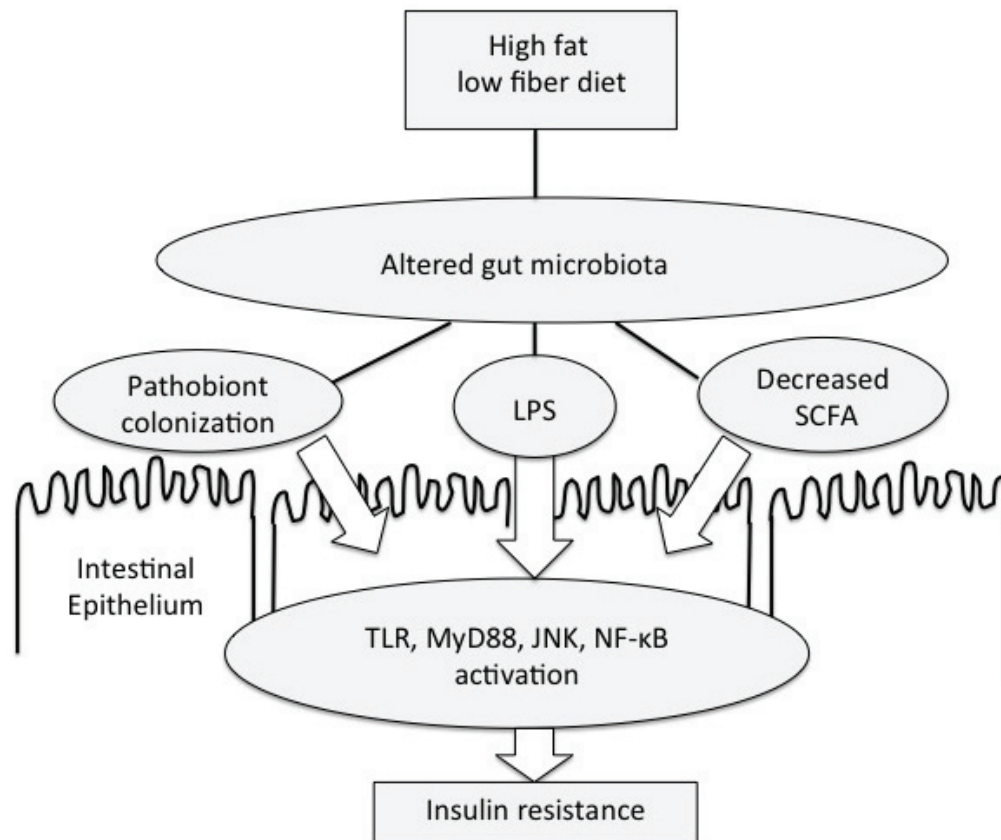 High fat
low fiber diet
Altered gut microbiota
Pathobiont
colonization
LPS
Decreased
SCFA
Intestinal
Epithelium
TLR, MyD88, JNK, NF-κB
activation
Insulin resistance